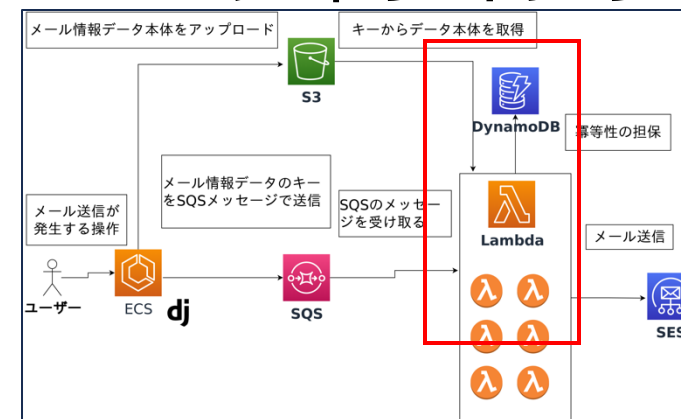 メール情報データ本体をアップロード
キーからデータ本体を取得
S3
DynamoDB
冪等性の担保
メール情報データのキー
をSQSメッセージで送信
SQSのメッセー
ジを受け取る
メール送信が
発生する操作
Lambda
メール送信
ユーザー
ECS
dj
SQS
SES